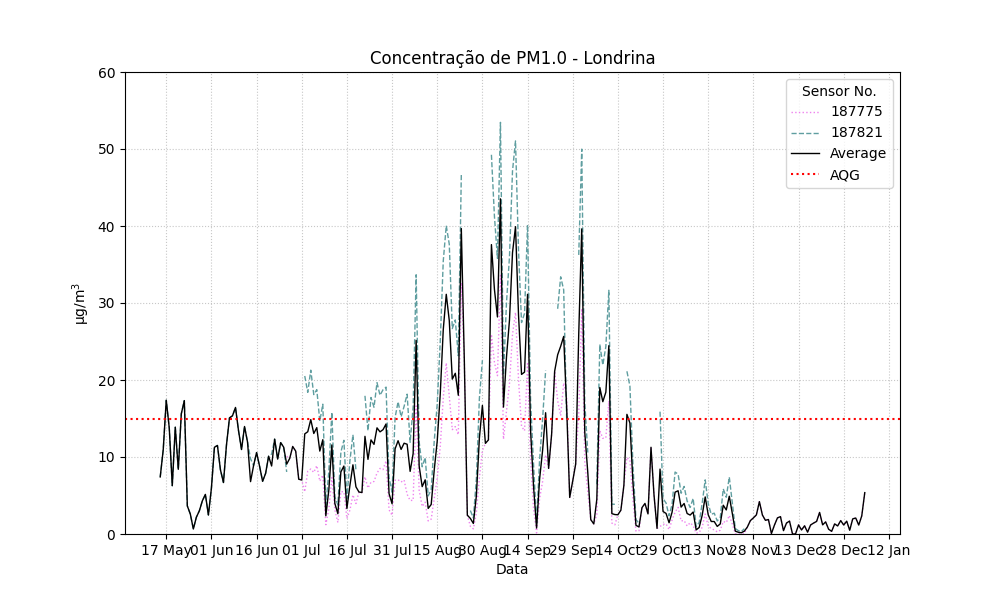 Concentração de PM1.0 - Londrina
Sensor No.
187775
187821
Average
AQG
60
50
40
30
20
10
0
µg/m³
17 May 01 Jun 16 Jun 01 Jul 16 Jul 31 Jul 15 Aug 30 Aug 14 Sep 29 Sep 14 Oct 29 Oct 13 Nov 28 Nov 13 Dec 28 Dec 12 Jan
Data